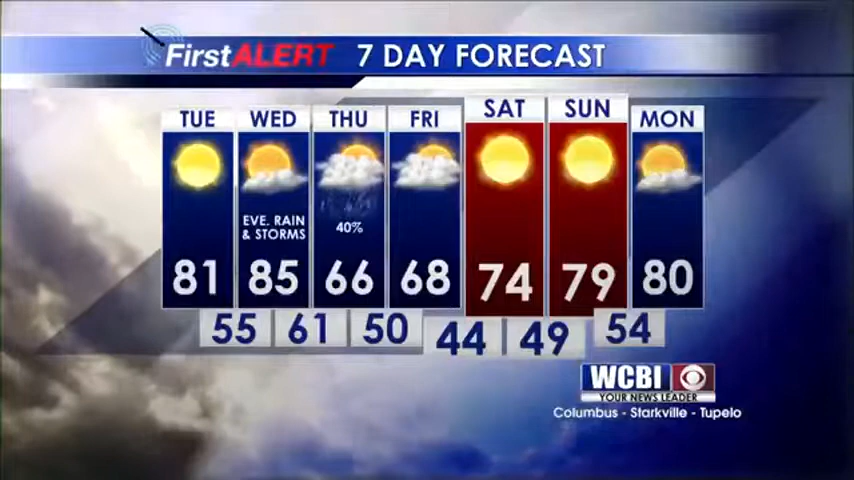 FirstALERT 7 DAY FORECAST
TUE WED THU FRI SAT SUN MON
EVE. RAIN
& STORMS
40%
81 85 66 68 74 79 80
55 61 50 44 49 54
WCBI
YOUR NEWS LEADER
Columbus - Starkville - Tupelo